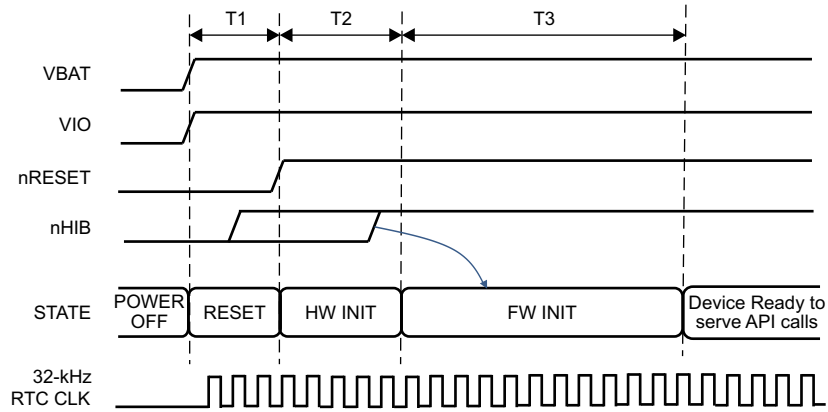 T1 T2 T3
VBAT
VIO
nRESET
nHIB
STATE
POWER
OFF
RESET
HW INIT
FW INIT
Device Ready to
serve API calls
32-kHz
RTC CLK